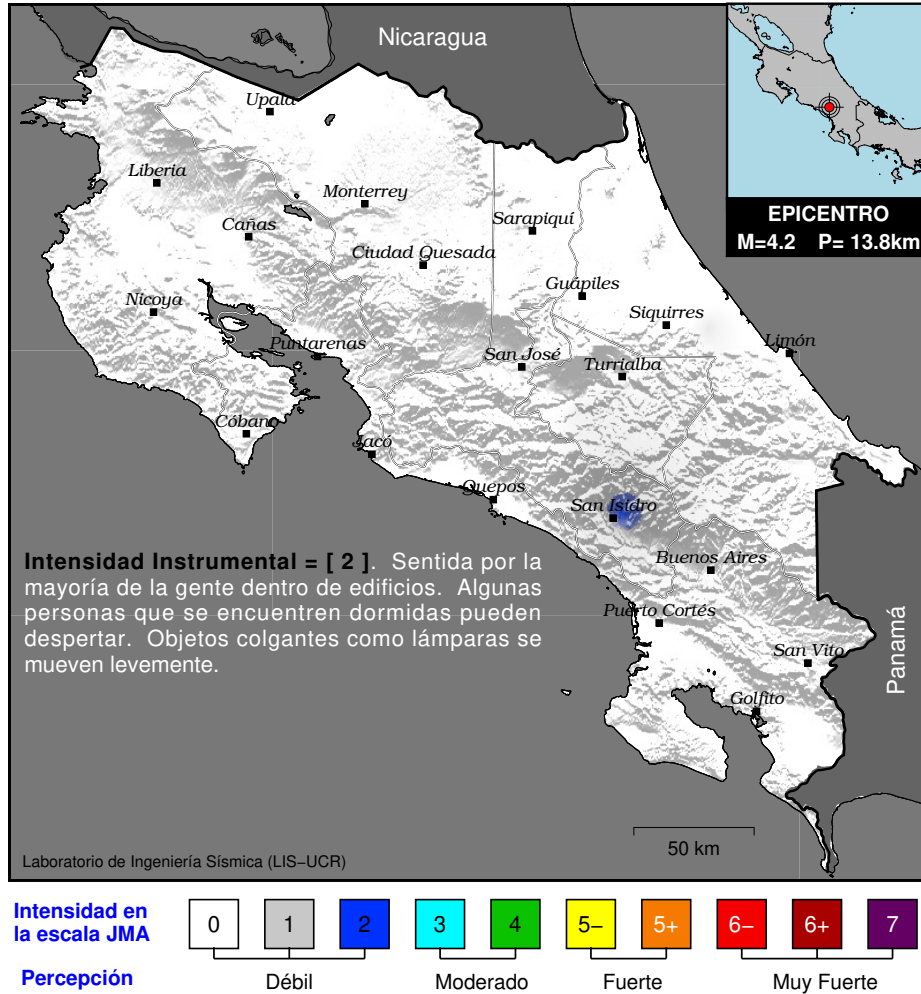 Nicaragua
Upala
Liberia
Monterrey
Cañas
Sarapiquí
EPICENTRO
M=4.2 P= 13.8km
Ciudad Quesada
Guápiles
Nicoya
Siquirres
Puntarenas
San José
Limón
Turrialba
Cóbano
Jacó
Quepos
San Isidro
Intensidad Instrumental = [ 2 ]. Sentida por la
mayoría de la gente dentro de edificios. Algunas
personas que se encuentren dormidas pueden
despertar. Objetos colgantes como lámparas se
mueven levemente.
Buenos Aires
Puerto Cortés
San Vito
Panamá
Golfito
50 km
Laboratorio de Ingeniería Sísmica (LIS–UCR)
Intensidad en
la escala JMA
0 1 2 3 4 5− 5+ 6− 6+ 7
Percepción
Débil Moderado Fuerte Muy Fuerte